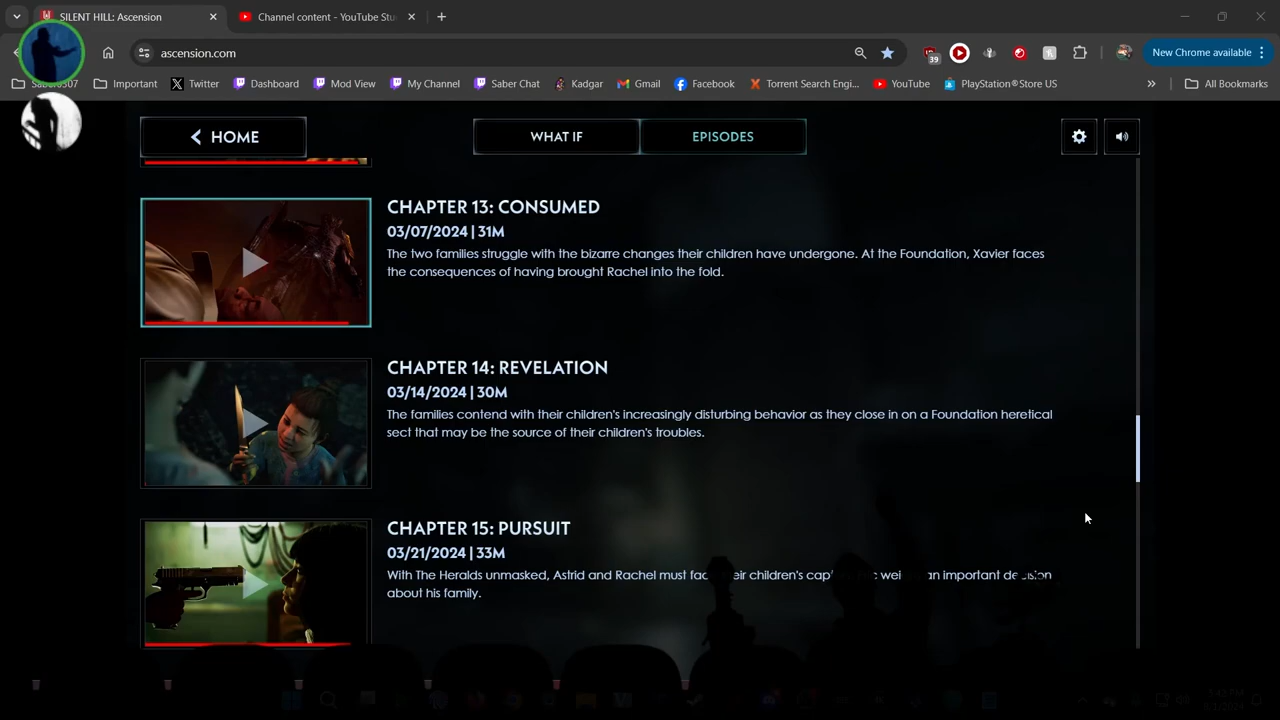 SILENT HILL: Ascension
Channel content - YouTube Stu
ascension.com
39
New Chrome available
Important
Twitter
Dashboard
Mod View
My Channel
Saber Chat
Kadgar
Gmail
Facebook
Torrent Search Engi...
YouTube
PlayStation®Store US
All Bookmarks
HOME
WHAT IF
EPISODES
CHAPTER 13: CONSUMED
03/07/2024 | 31M
The two families struggle with the bizarre changes their children have undergone. At the Foundation, Xavier faces
the consequences of having brought Rachel into the fold.
CHAPTER 14: REVELATION
03/14/2024 | 30M
The families contend with their children's increasingly disturbing behavior as they close in on a Foundation heretical
sect that may be the source of their children's troubles.
CHAPTER 15: PURSUIT
03/21/2024 | 33M
With The Heralds unmasked, Astrid and Rachel must their children's an important decision
about his family.